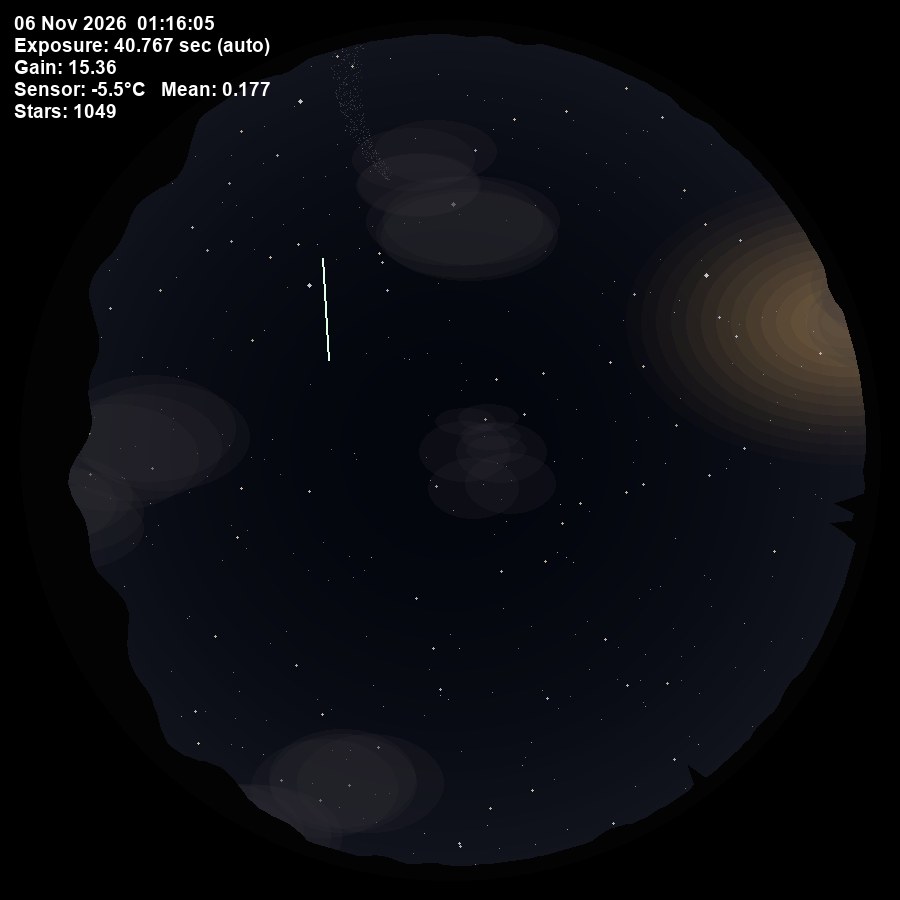 06 Nov 2026  01:16:05
Exposure: 40.767 sec (auto)
Gain: 15.36
Sensor: -5.5°C   Mean: 0.177
Stars: 1049